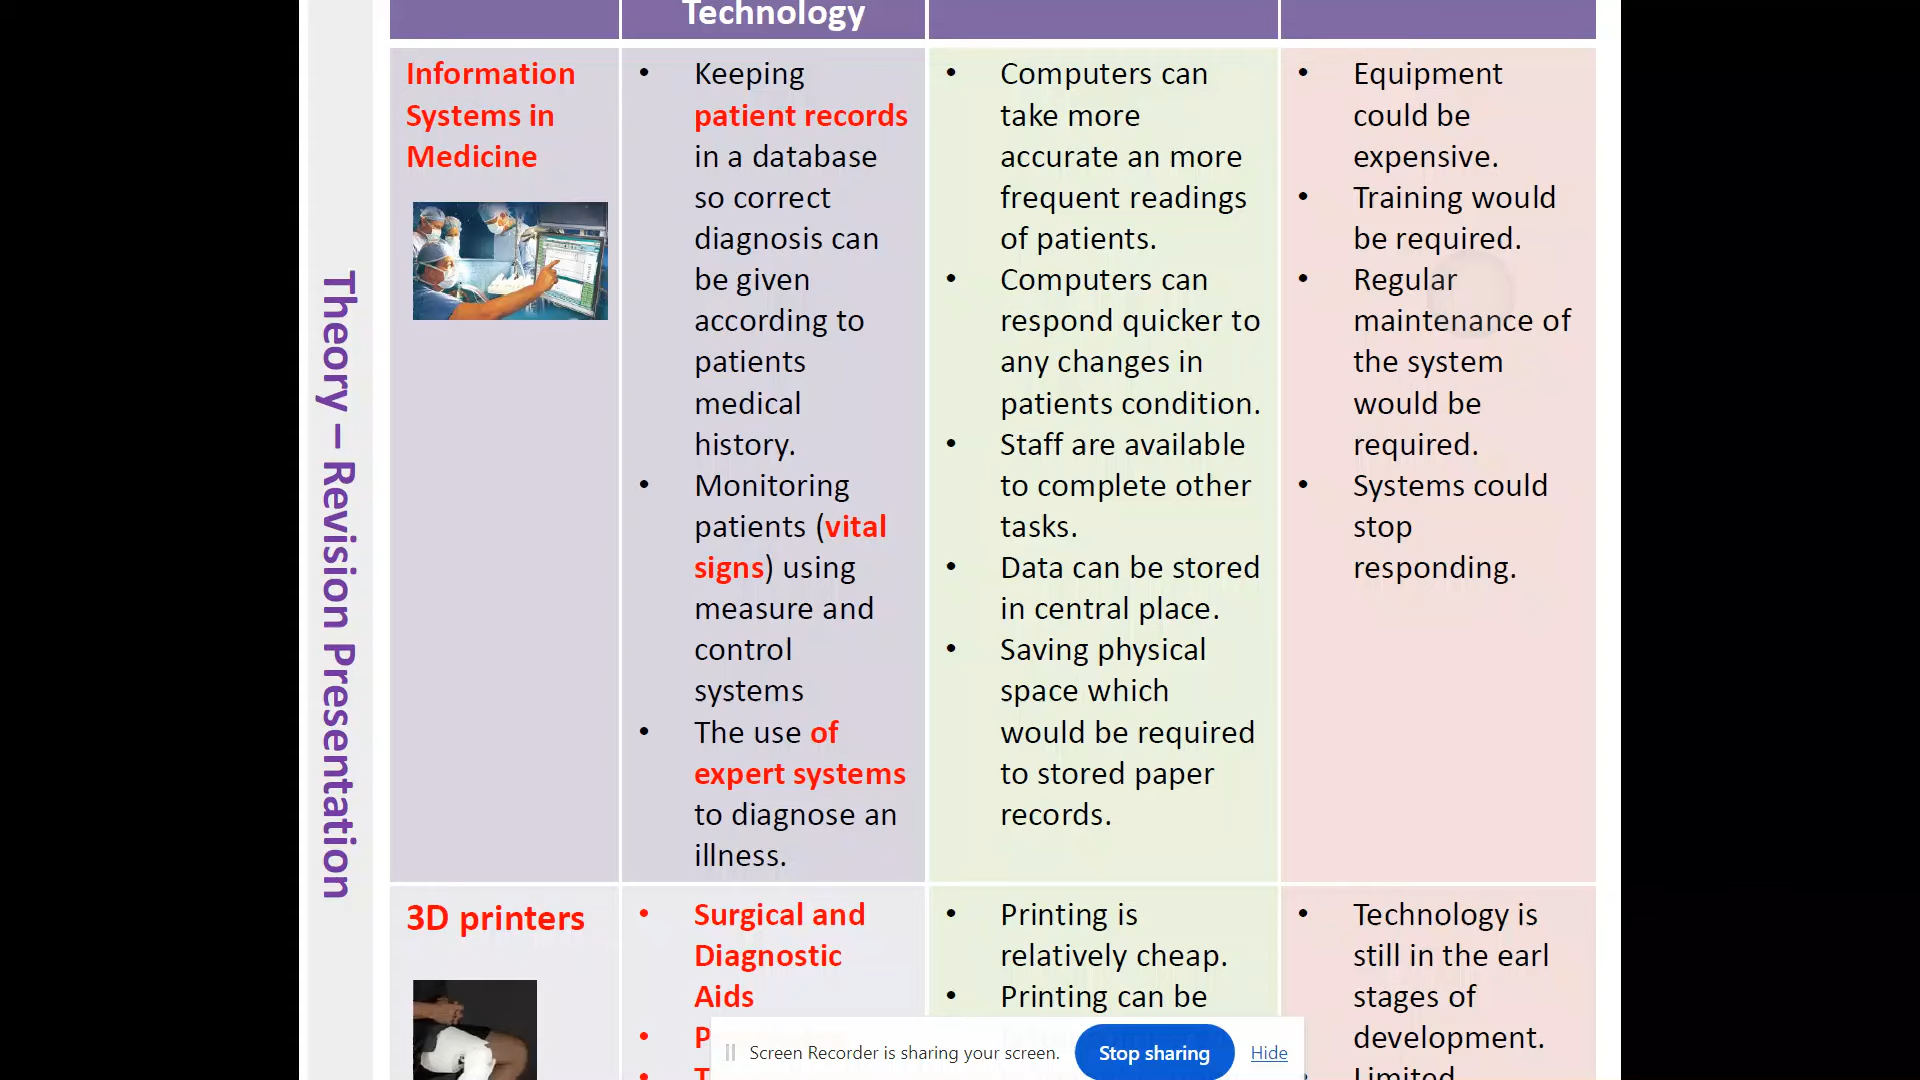 Technology
Theory – Revision Presentation
Information
Systems in
Medicine
• Keeping
patient records
in a database
so correct
diagnosis can
be given
according to
patients
medical
history.
• Monitoring
patients (vital
signs) using
measure and
control
systems
• The use of
expert systems
to diagnose an
illness.
• Computers can
take more
accurate an more
frequent readings
of patients.
• Computers can
respond quicker to
any changes in
patients condition.
• Staff are available
to complete other
tasks.
• Data can be stored
in central place.
• Saving physical
space which
would be required
to stored paper
records.
• Equipment
could be
expensive.
• Training would
be required.
• Regular
maintenance of
the system
would be
required.
• Systems could
stop
responding.
3D printers
• Surgical and
Diagnostic
Aids
• Printing is
relatively cheap.
• Printing can be
• Technology is
still in the earl
stages of
development.
• Limited
Screen Recorder is sharing your screen.
Stop sharing
Hide